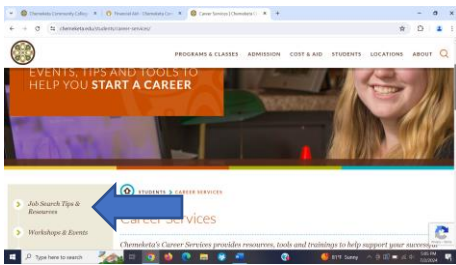 Chemeketa Community College
Financial Aid - Chemeketa Com
Career Services | Chemeketa C
chemeketa.edu/students/career-services/
PROGRAMS & CLASSES ADMISSION COST & AID STUDENTS LOCATIONS ABOUT
EVENTS, TIPS AND TOOLS TO
HELP YOU START A CAREER
STUDENTS > CAREER SERVICES
Job Search Tips &
Resources
Career Services
Workshops & Events
Chemeketa's Career Services provides resources, tools and trainings to help support your successful
Type here to search
81°F Sunny